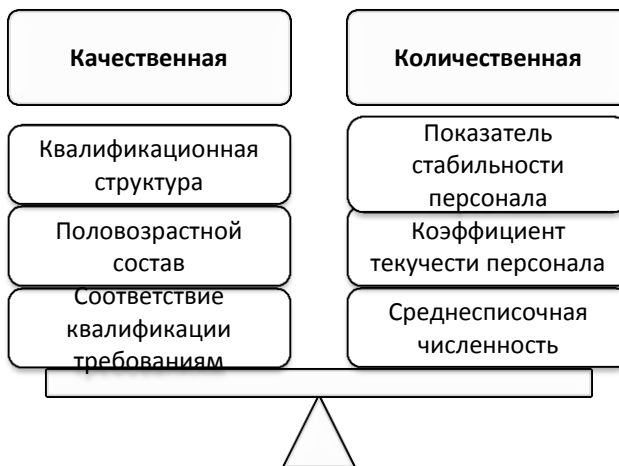 Качественная
Количественная
Квалификационная
структура
Половозрастной
состав
Соответствие
квалификации
требованиям
Показатель
стабильности
персонала
Коэффициент
текучести персонала
Среднесписочная
численность